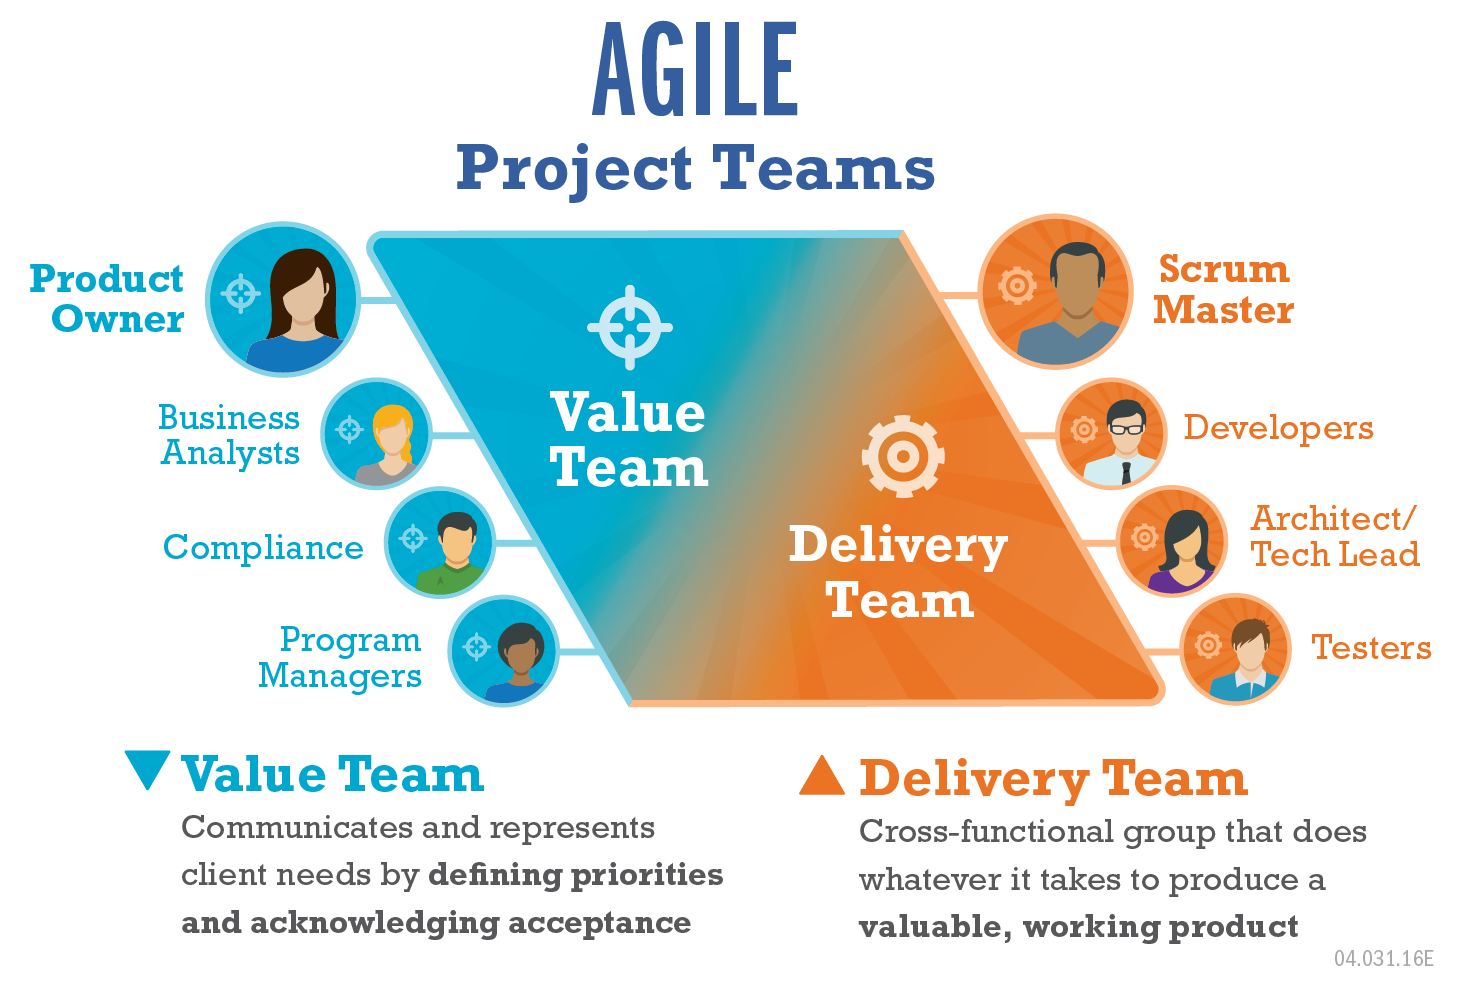 AGILE
Project Teams
Product
Owner
Business
Analysts
Compliance
Program
Managers
Value
Team
Delivery
Team
Scrum
Master
Developers
Architect/
Tech Lead
Testers
Value Team
Communicates and represents
client needs by defining priorities
and acknowledging acceptance
Delivery Team
Cross-functional group that does
whatever it takes to produce a
valuable, working product
04.031.16E